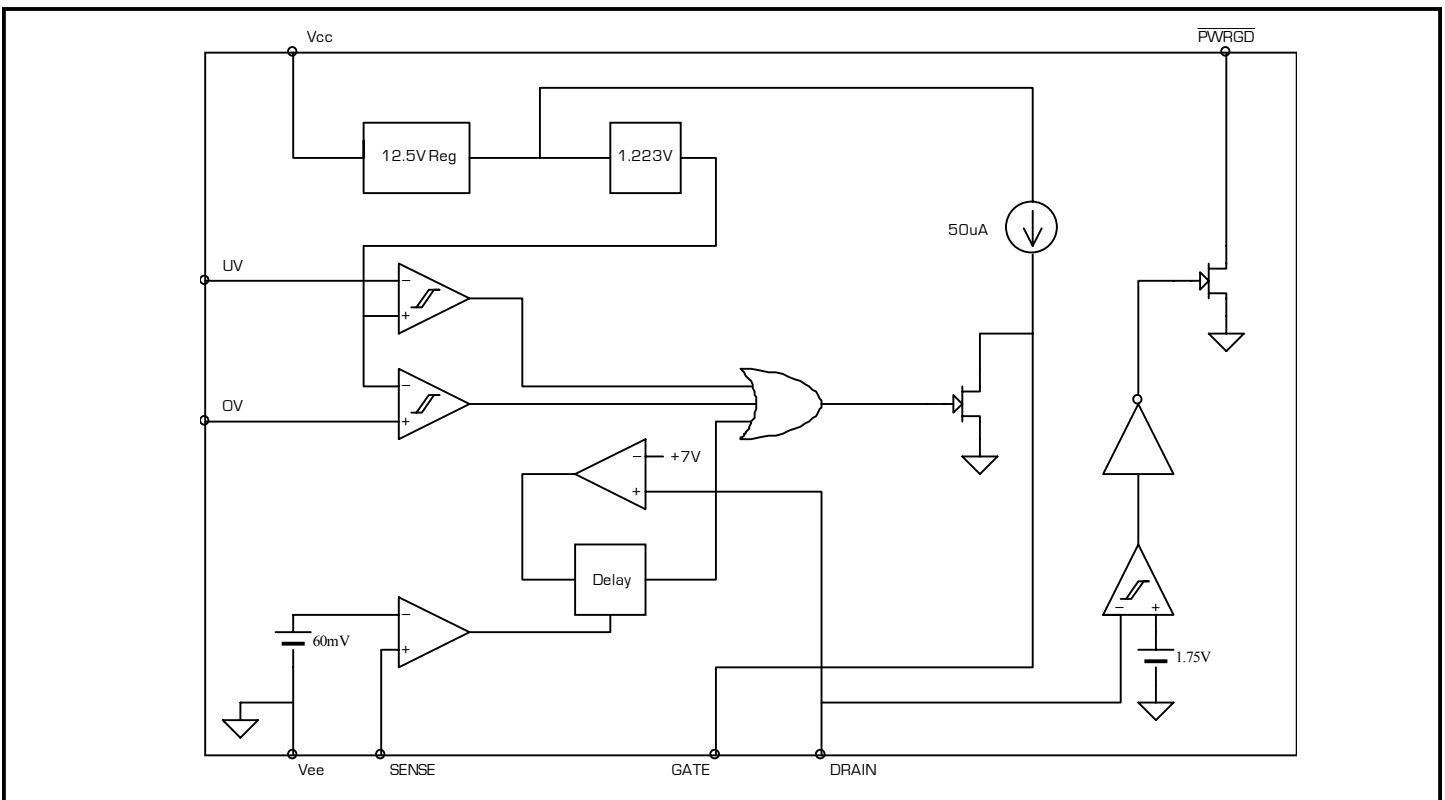 Vcc
PWRGD
12.5V Reg
1.223V
50uA
UV
−
+
−
OV
+
− +7V
+
Delay
−
60mV
+
− +
1.75V
Vee
SENSE
GATE
DRAIN